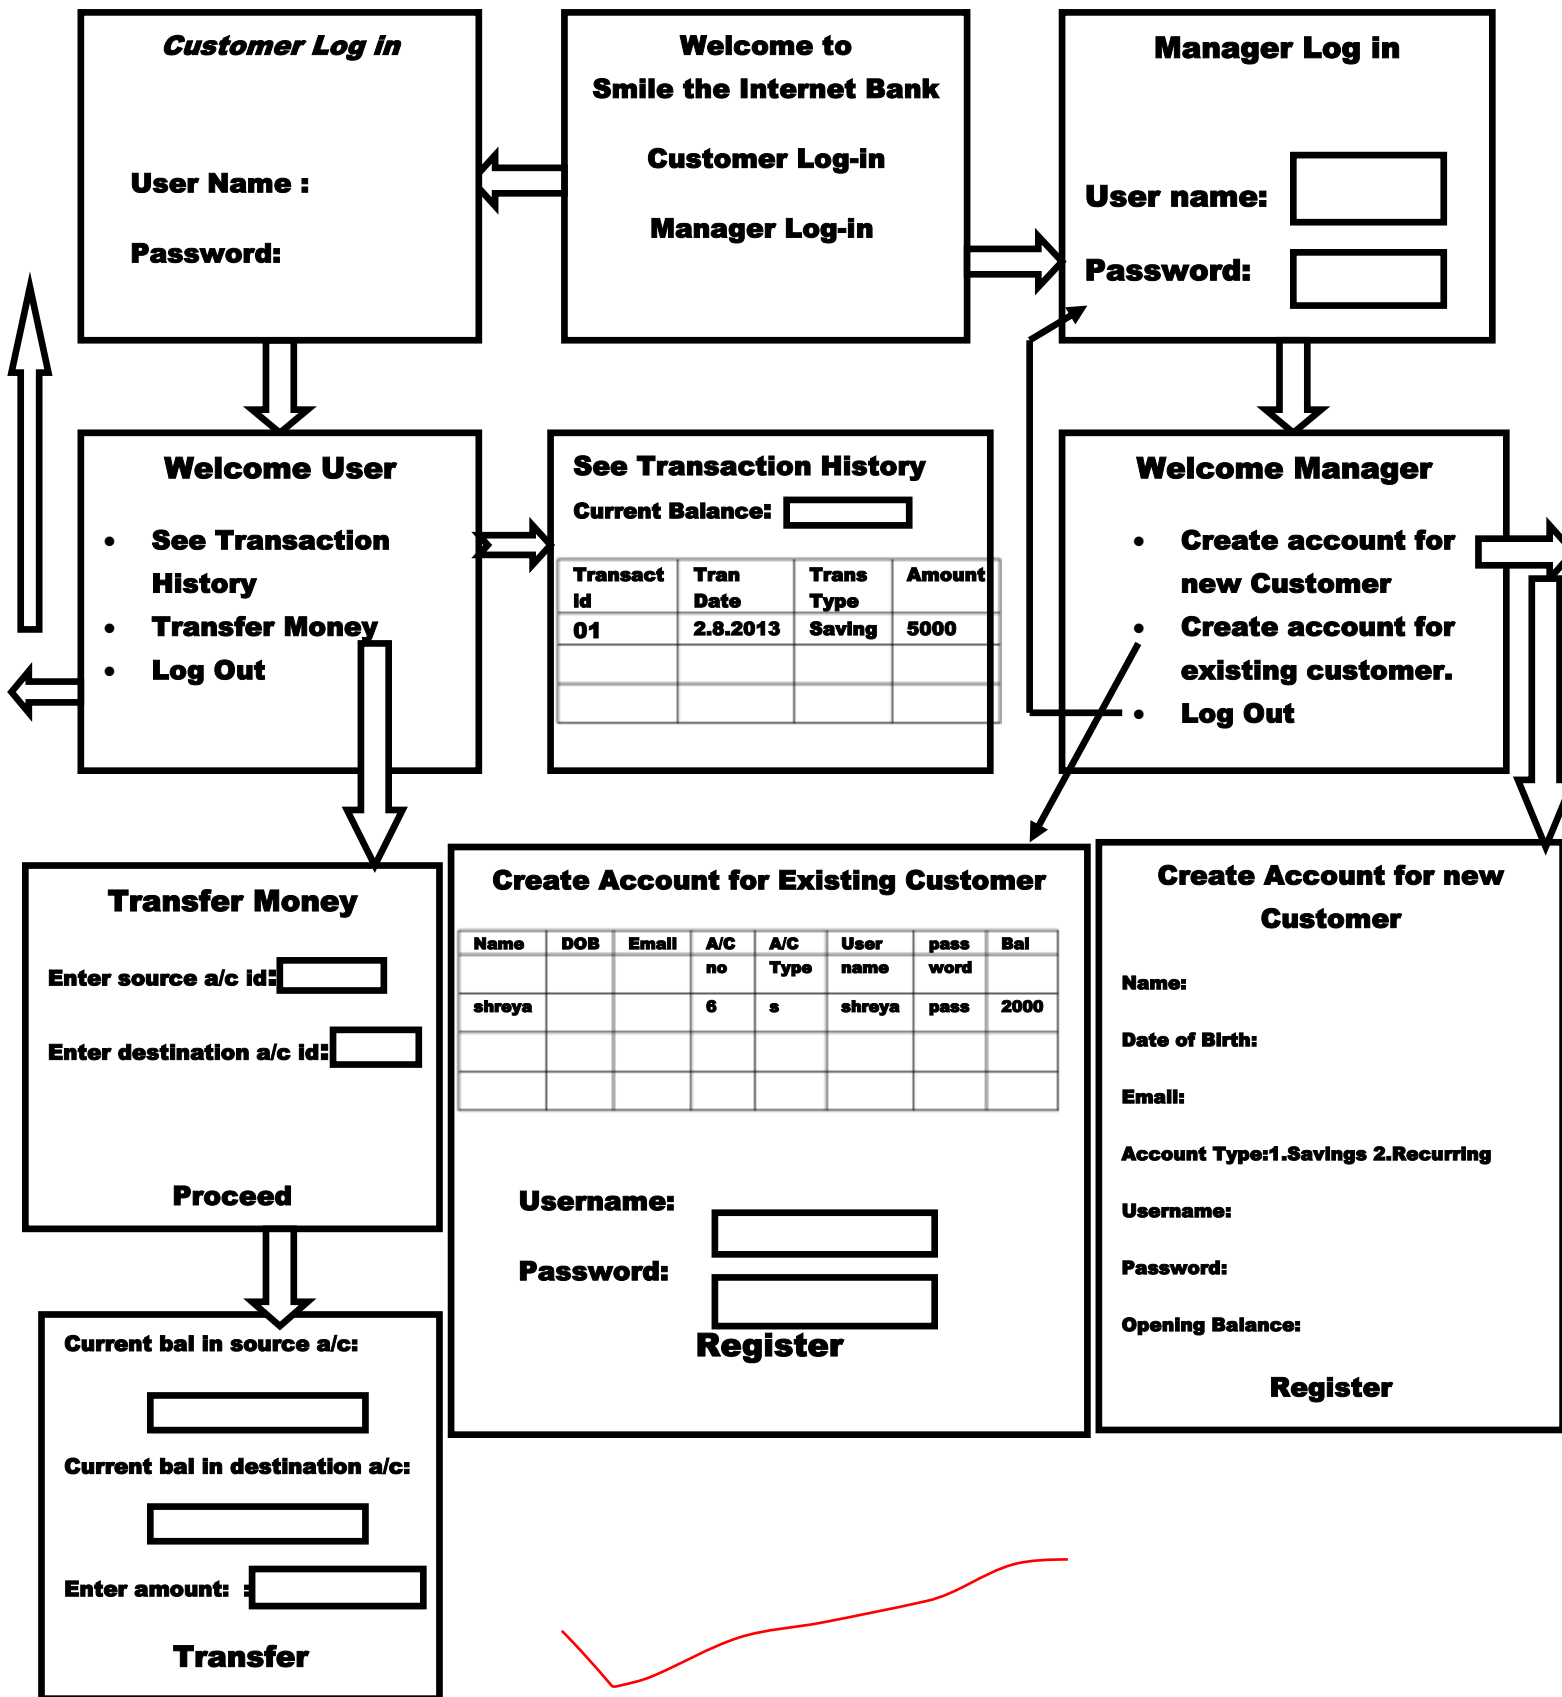 Customer Log in
User Name :
Password:
Welcome to
Smile the Internet Bank
Customer Log-in
Manager Log-in
Manager Log in
User name:
Password:
Welcome User
• See Transaction
History
• Transfer Money
• Log Out
See Transaction History
Current Balance:
Transact Tran Trans Amount
Id Date Type
01 2.8.2013 Saving 5000
Welcome Manager
• Create account for
new Customer
• Create account for
existing customer.
• Log Out
Transfer Money
Enter source a/c id:
Enter destination a/c id:
Proceed
Create Account for Existing Customer
Name DOB Email A/C A/C User pass Bal
no Type name word
shreya 6 s shreya pass 2000
Username:
Password:
Register
Create Account for new
Customer
Name:
Date of Birth:
Email:
Account Type:1.Savings 2.Recurring
Username:
Password:
Opening Balance:
Register
Current bal in source a/c:
Current bal in destination a/c:
Enter amount: :
Transfer